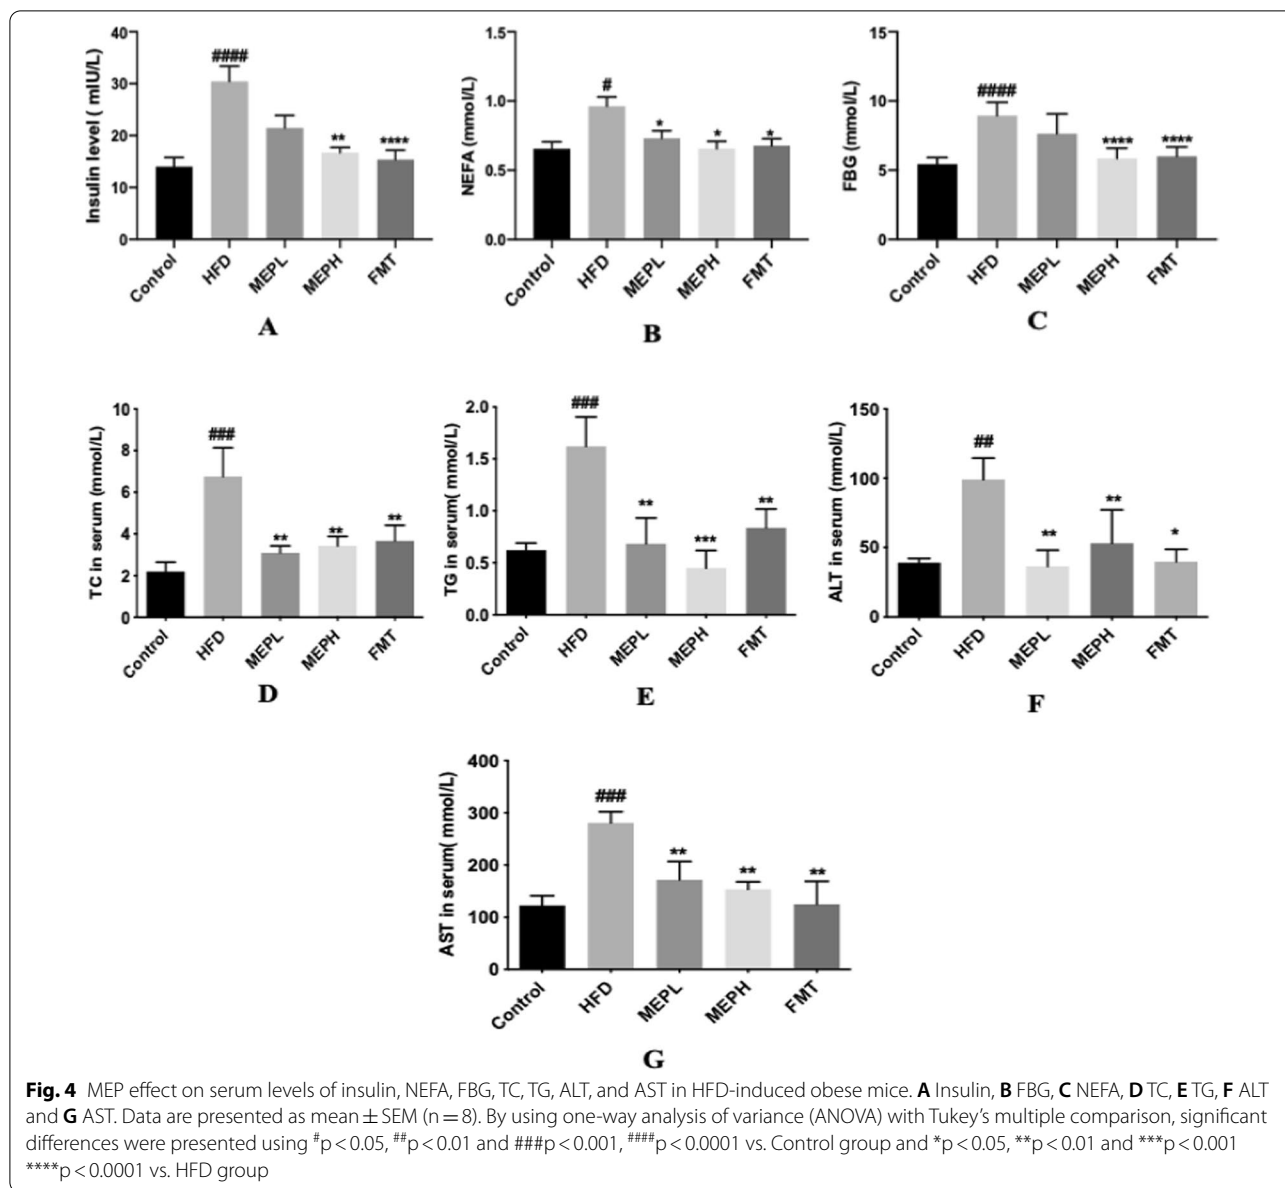 ####
**
****
Insulin level ( mIU/L)
40
30
20
10
0
Control
HFD
MEPL
MEPH
FMT
A
#
*
*
*
NEFA (mmol/L)
1.5
1.0
0.5
0.0
Control
HFD
MEPL
MEPH
FMT
B
####
****
****
FBG (mmol/L)
15
10
5
0
Control
HFD
MEPL
MEPH
FMT
C
###
**
**
**
TC in serum (mmol/L)
10
8
6
4
2
0
Control
HFD
MEPL
MEPH
FMT
D
###
**
***
**
TG in serum( mmol/L)
2.0
1.5
1.0
0.5
0.0
Control
HFD
MEPL
MEPH
FMT
E
##
**
**
*
ALT in serum (mmol/L)
150
100
50
0
Control
HFD
MEPL
MEPH
FMT
F
###
**
**
**
AST in serum( mmol/L)
400
300
200
100
0
Control
HFD
MEPL
MEPH
FMT
G
Fig. 4 MEP effect on serum levels of insulin, NEFA, FBG, TC, TG, ALT, and AST in HFD-induced obese mice. A Insulin, B FBG, C NEFA, D TC, E TG, F ALT
and G AST. Data are presented as mean ± SEM (n = 8). By using one-way analysis of variance (ANOVA) with Tukey's multiple comparison, significant
differences were presented using #p < 0.05, ##p < 0.01 and ###p < 0.001, ####p < 0.0001 vs. Control group and *p < 0.05, **p < 0.01 and ***p < 0.001
****p < 0.0001 vs. HFD group